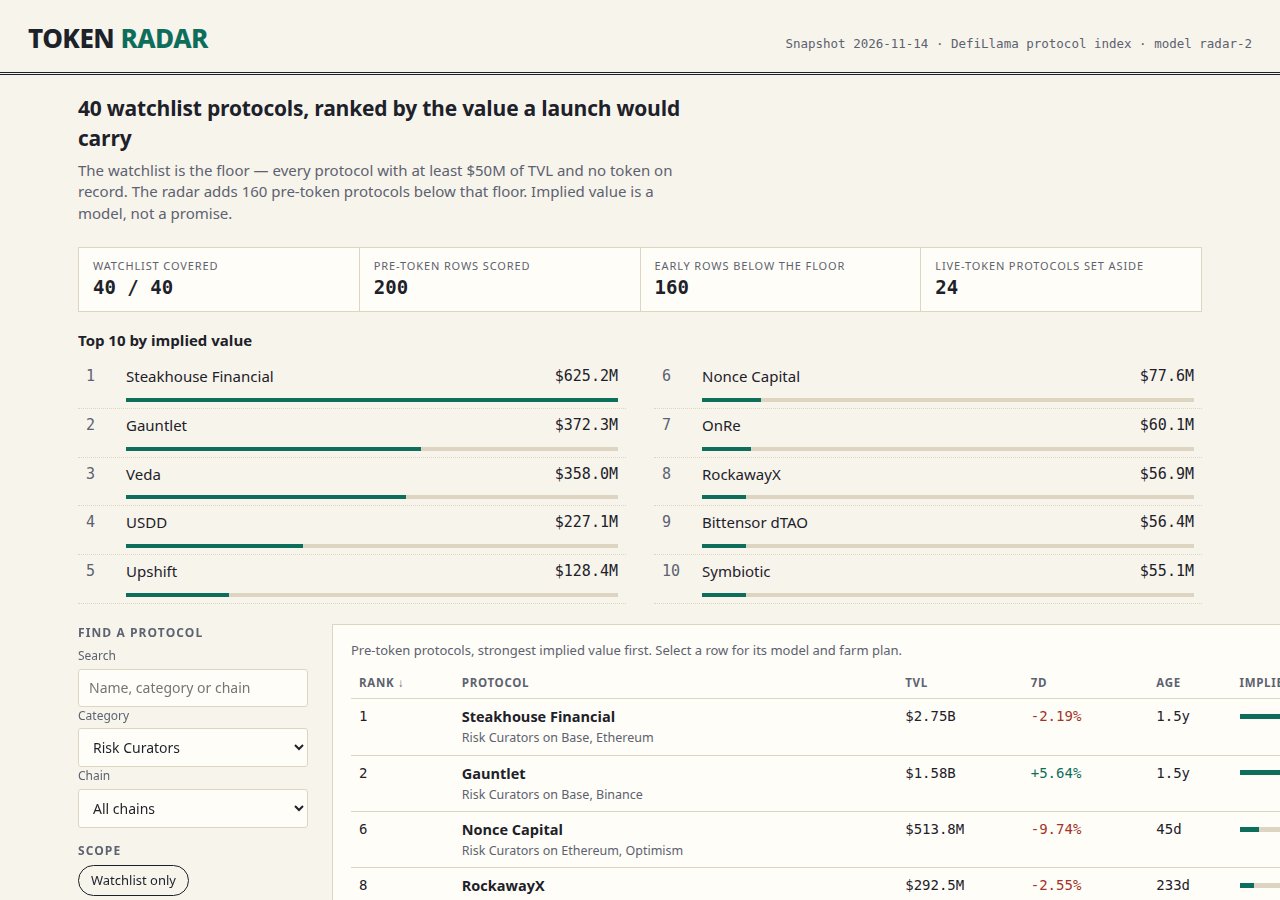 TOKEN RADAR
Snapshot 2026-11-14 · DefiLlama protocol index · model radar-2
40 watchlist protocols, ranked by the value a launch would
carry
The watchlist is the floor — every protocol with at least $50M of TVL and no token on
record. The radar adds 160 pre-token protocols below that floor. Implied value is a
model, not a promise.
WATCHLIST COVERED
40 / 40
PRE-TOKEN ROWS SCORED
200
EARLY ROWS BELOW THE FLOOR
160
LIVE-TOKEN PROTOCOLS SET ASIDE
24
Top 10 by implied value
1 Steakhouse Financial $625.2M
2 Gauntlet $372.3M
3 Veda $358.0M
4 USDD $227.1M
5 Upshift $128.4M
6 Nonce Capital $77.6M
7 OnRe $60.1M
8 RockawayX $56.9M
9 Bittensor dTAO $56.4M
10 Symbiotic $55.1M
FIND A PROTOCOL
Search
Name, category or chain
Category
Risk Curators
Chain
All chains
SCOPE
Watchlist only
Pre-token protocols, strongest implied value first. Select a row for its model and farm plan.
RANK ↓ PROTOCOL TVL 7D AGE
1 Steakhouse Financial $2.75B -2.19% 1.5y
Risk Curators on Base, Ethereum
2 Gauntlet $1.58B +5.64% 1.5y
Risk Curators on Base, Binance
6 Nonce Capital $513.8M -9.74% 45d
Risk Curators on Ethereum, Optimism
8 RockawayX $292.5M -2.55% 233d